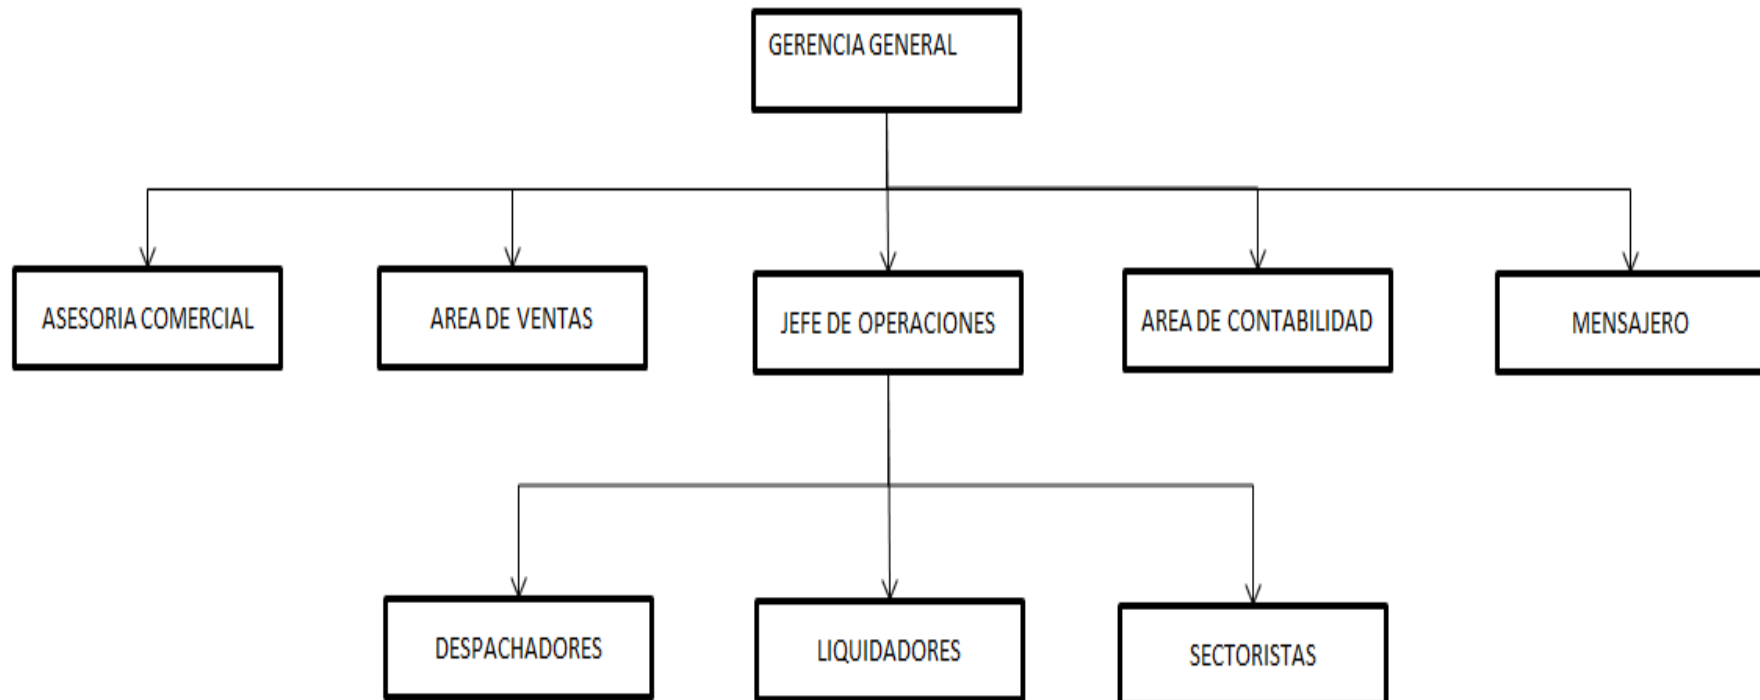 GERENCIA GENERAL
ASESORIA COMERCIAL
AREA DE VENTAS
JEFE DE OPERACIONES
AREA DE CONTABILIDAD
MENSAJERO
DESPACHADORES
LIQUIDADORES
SECTORISTAS